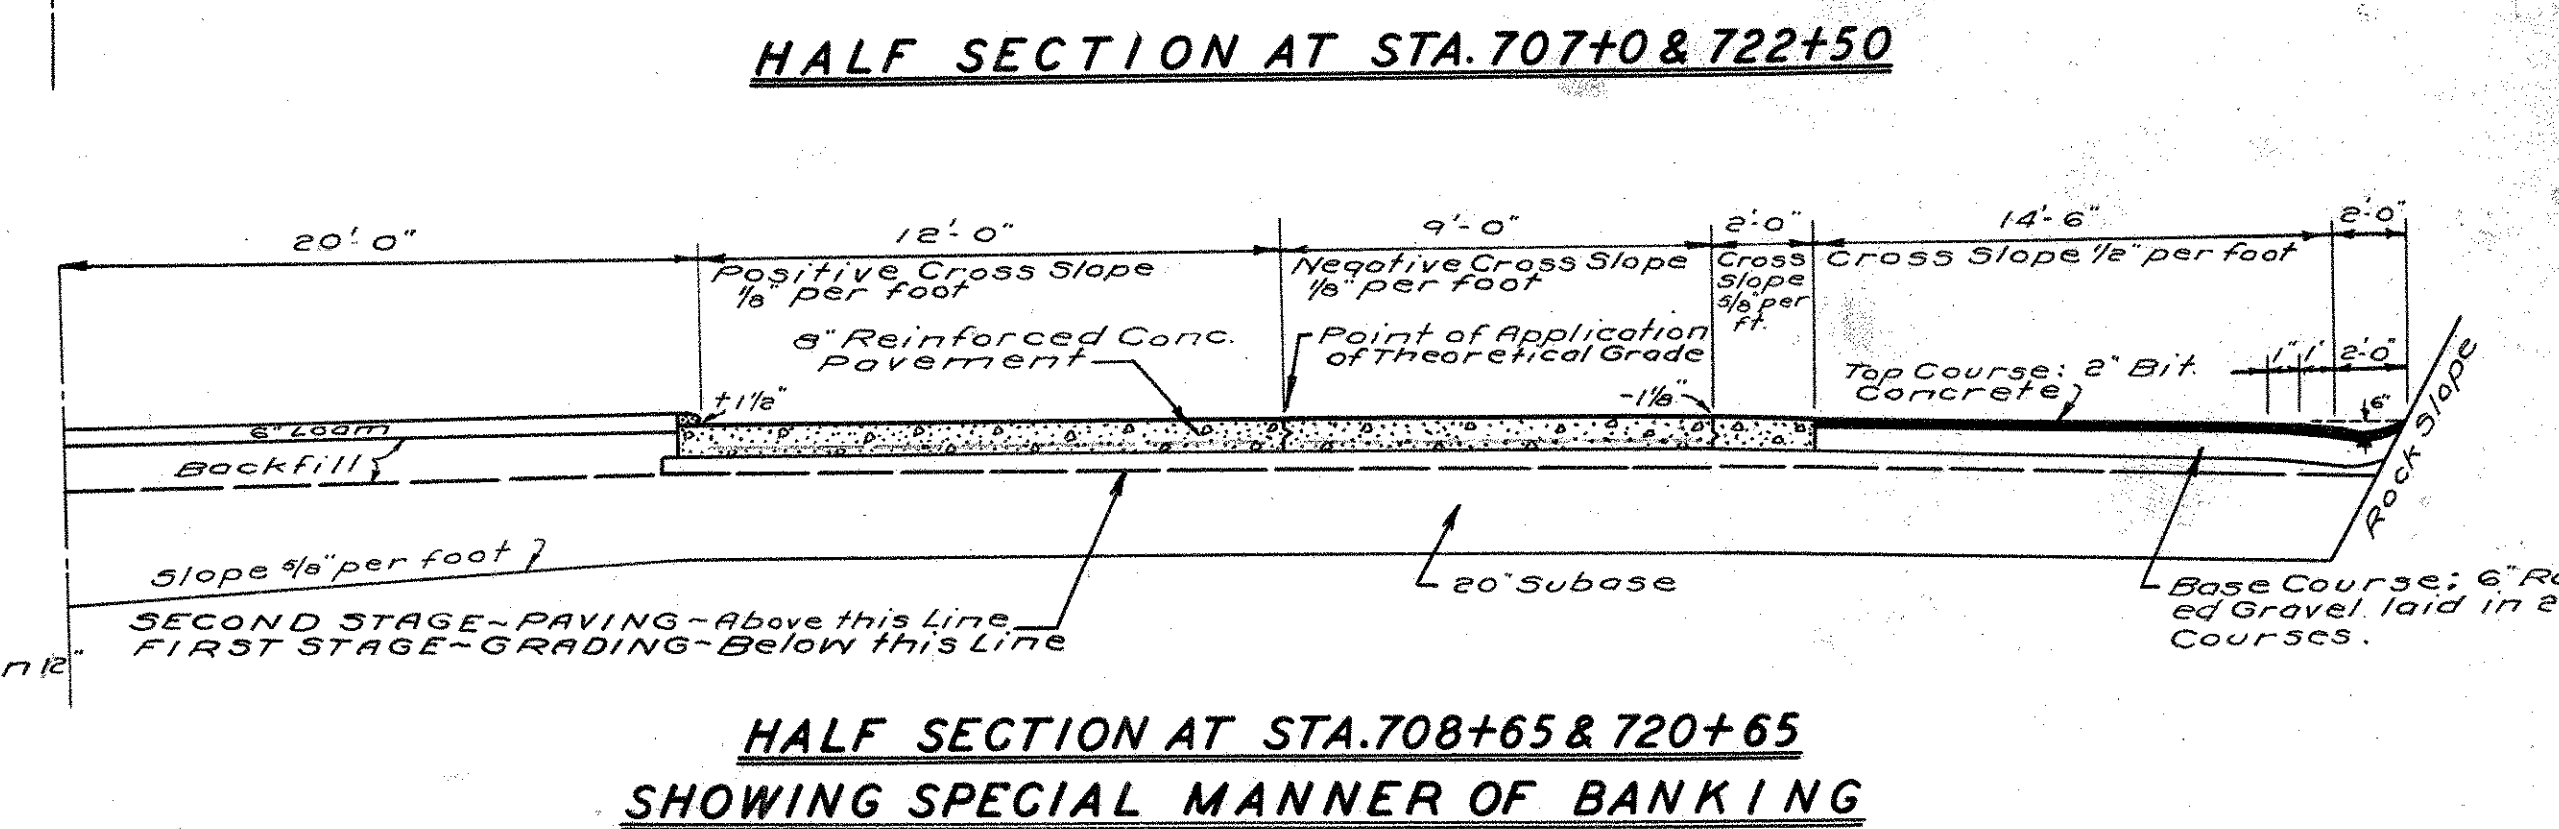 HALF SECTION AT STA. 707+0 & 722+50
20'-0"
12'-0"
9'-0"
2'-0"
14'-6"
2'-0"
Positive Cross Slope
1/8" per foot
Negative Cross Slope
1/8" per foot
Cross
Slope
5/8" per
ft.
Cross Slope 1/2" per foot
8" Reinforced Conc.
Pavement
Point of Application
of Theoretical Grade
Top Course: 2" Bit.
Concrete
1" 1' 2'-0"
+1 1/2"
-1 1/8"
6"
6" Loam
Backfill
Rock Slope
Slope 5/8" per foot
20" Subase
Base Course; 6"
ed Gravel laid in 2
Courses.
SECOND STAGE~PAVING~Above this Line
FIRST STAGE~GRADING~Below this Line
12"
HALF SECTION AT STA. 708+65 & 720+65
SHOWING SPECIAL MANNER OF BANKING